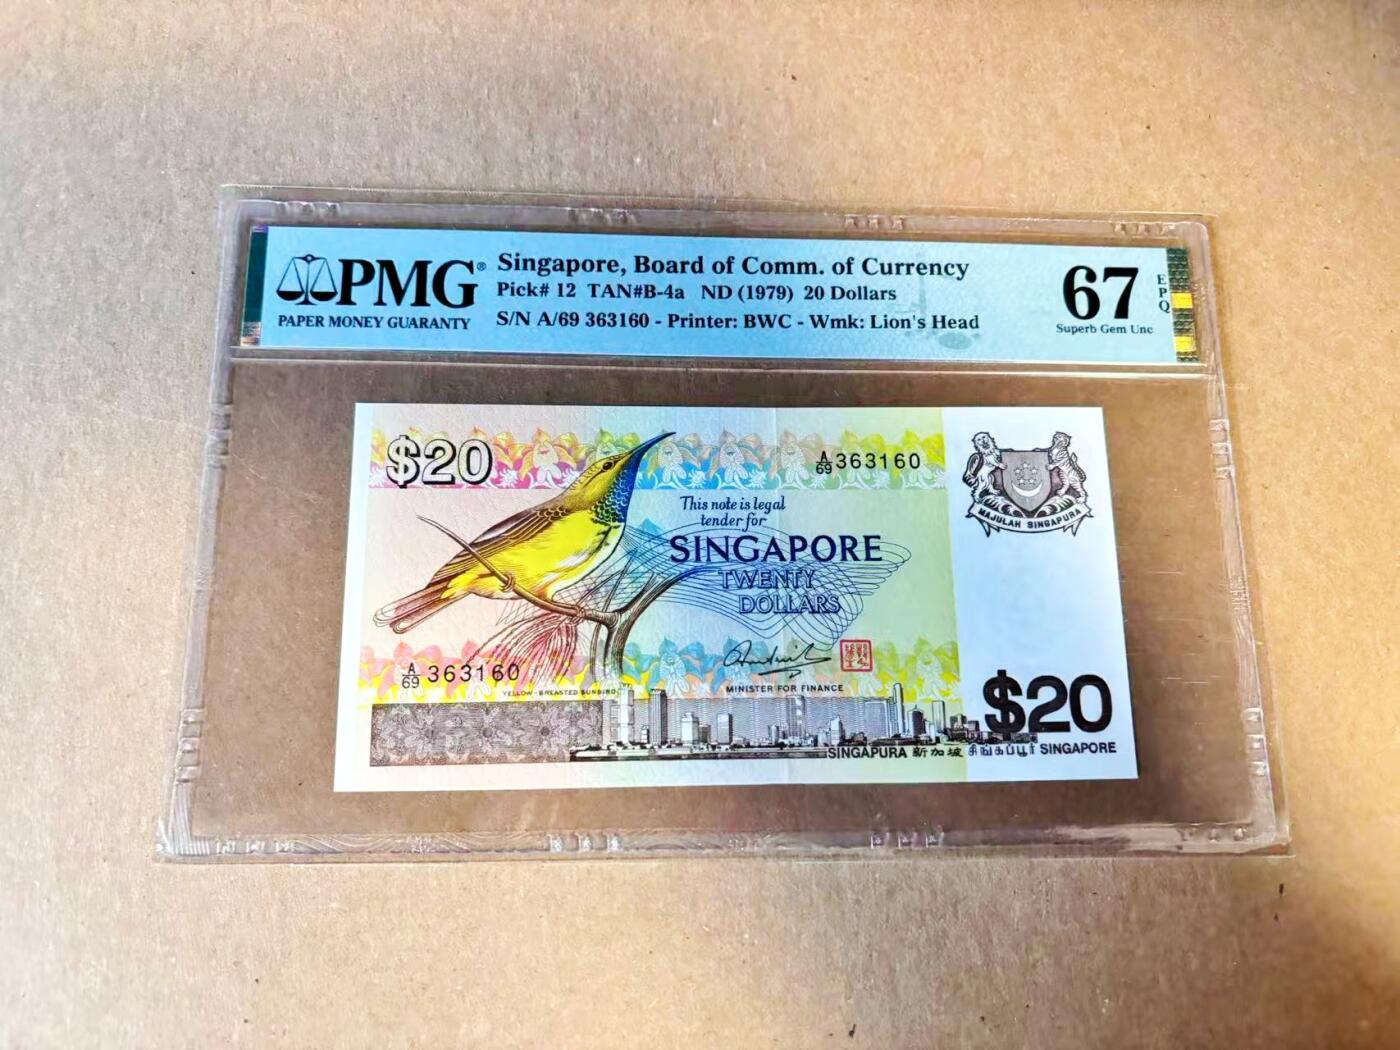 PMG®
PAPER MONEY GUARANTY
Singapore, Board of Comm. of Currency
Pick# 12 TAN#B-4a ND (1979) 20 Dollars
S/N A/69 363160 - Printer: BWC - Wmk: Lion's Head
67
EPQ
Superb Gem Unc
$20
A/69 363160
This note is legal
tender for
SINGAPORE
TWENTY
DOLLARS
MAJULAH SINGAPURA
A/69 363160
YELLOW-BREASTED SUNBIRD
MINISTER FOR FINANCE
$20
SINGAPURA 新加坡 சிங்கப்பூர் SINGAPORE